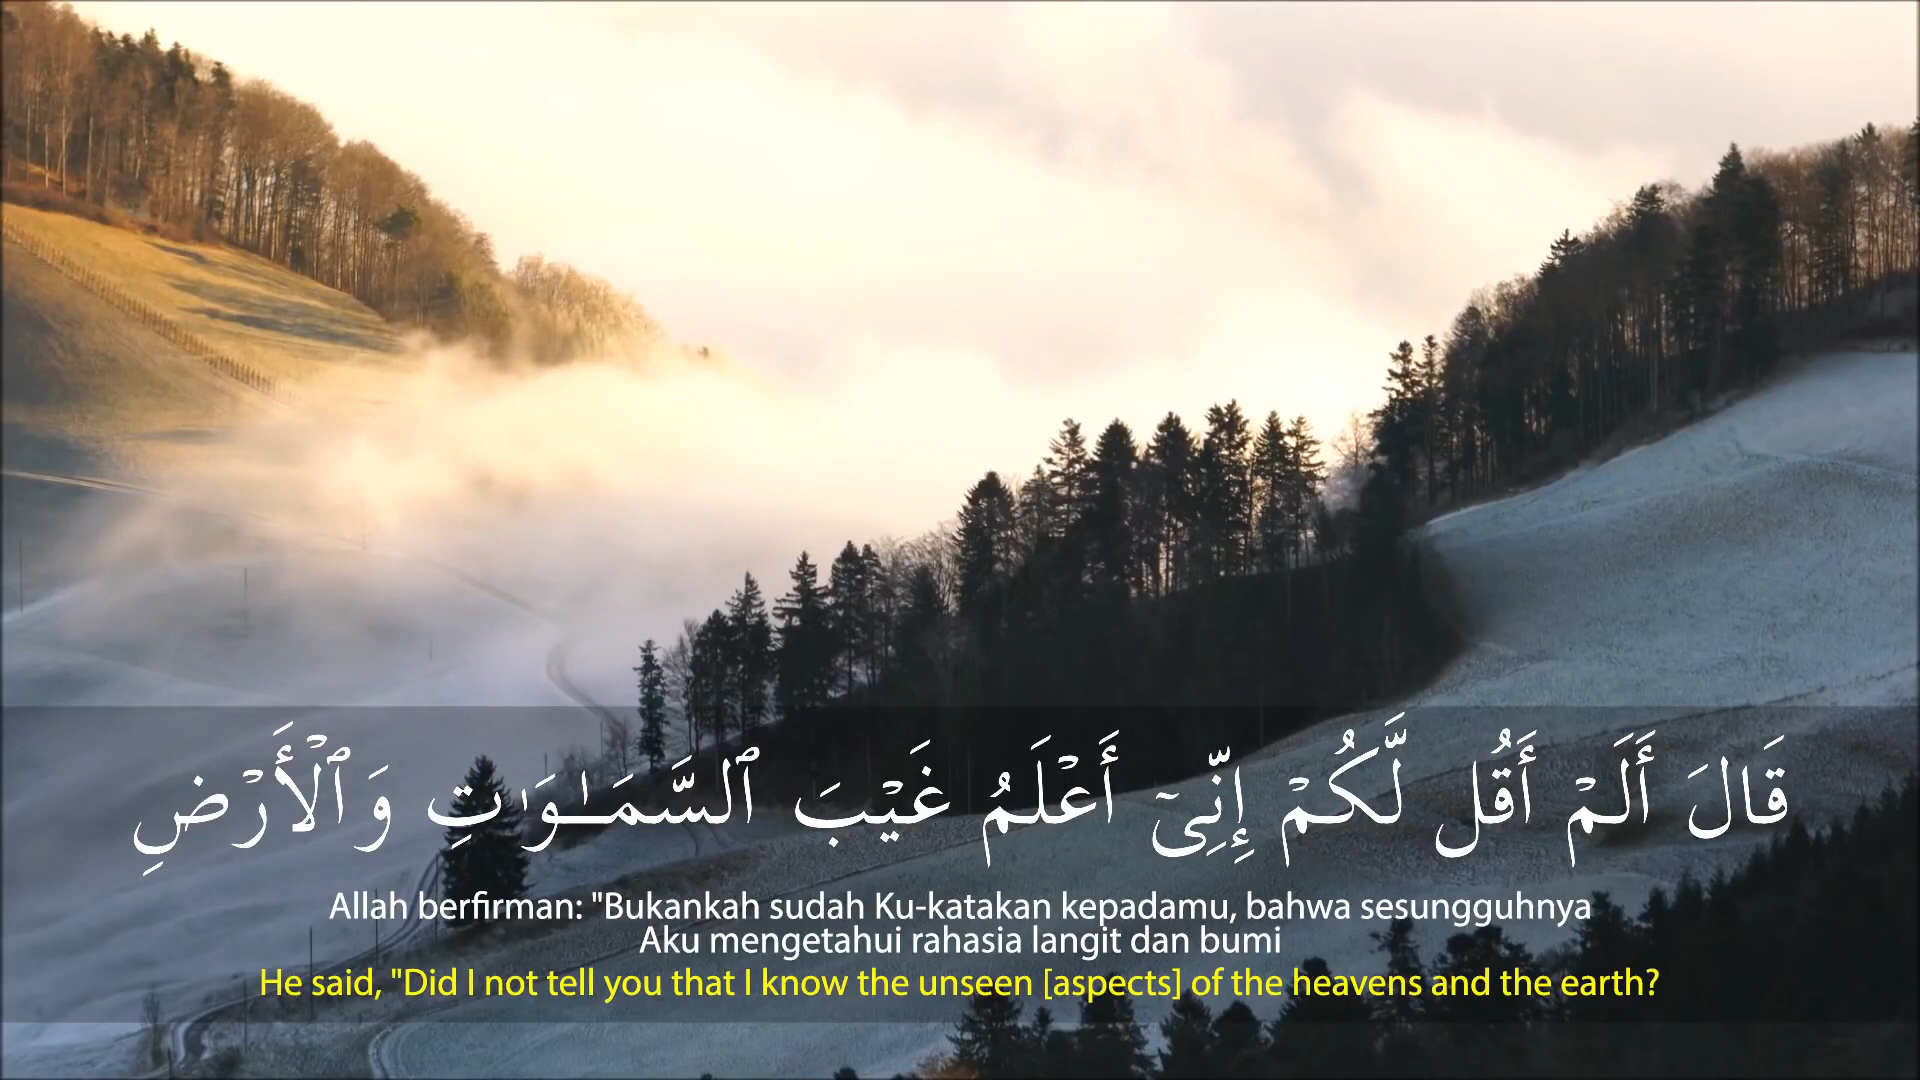 قَالَ أَلَمْ أَقُل لَّكُمْ إِنِّىٓ أَعْلَمُ غَيْبَ ٱلسَّمَـٰوَٰتِ وَٱلْأَرْضِ
Allah berfirman: "Bukankah sudah Ku-katakan kepadamu, bahwa sesungguhnya
Aku mengetahui rahasia langit dan bumi
He said, "Did I not tell you that I know the unseen [aspects] of the heavens and the earth?